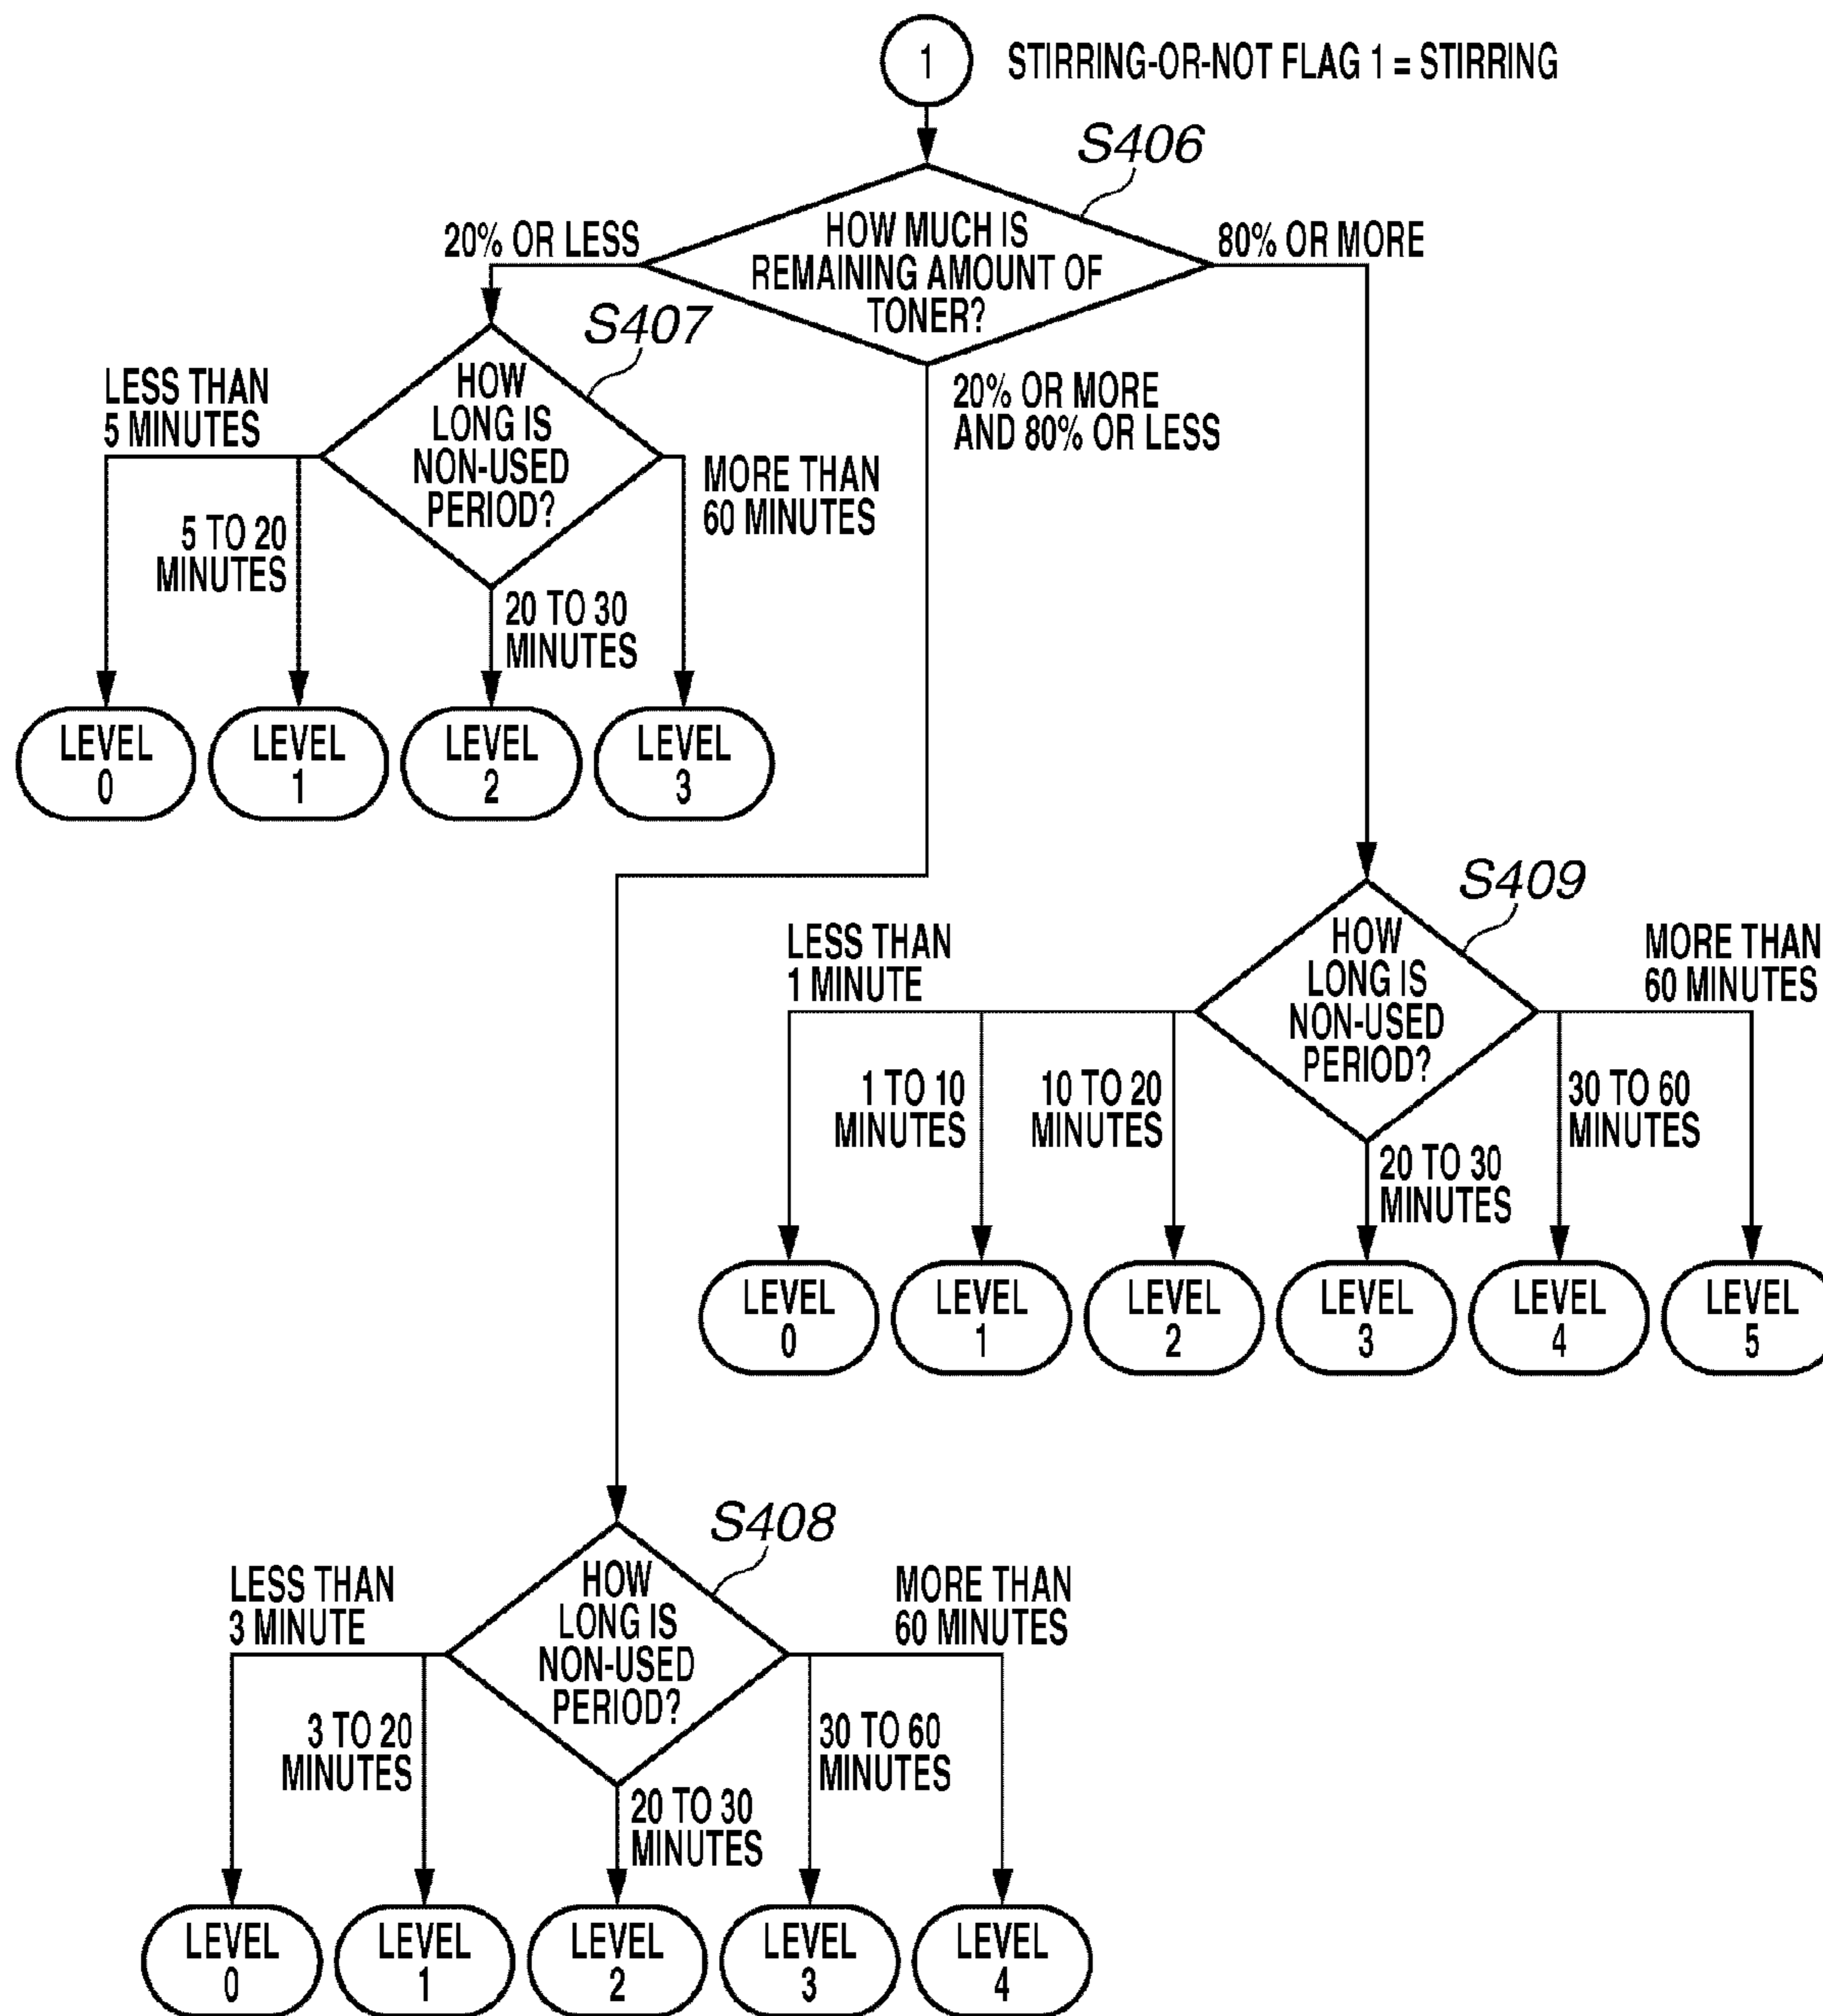 1
STIRRING-OR-NOT FLAG 1 = STIRRING
S406
HOW MUCH IS
REMAINING AMOUNT OF
TONER?
20% OR LESS
80% OR MORE
20% OR MORE
AND 80% OR LESS
S407
HOW
LONG IS
NON-USED
PERIOD?
LESS THAN
5 MINUTES
5 TO 20
MINUTES
20 TO 30
MINUTES
MORE THAN
60 MINUTES
LEVEL
0
LEVEL
1
LEVEL
2
LEVEL
3
S409
HOW
LONG IS
NON-USED
PERIOD?
LESS THAN
1 MINUTE
1 TO 10
MINUTES
10 TO 20
MINUTES
20 TO 30
MINUTES
30 TO 60
MINUTES
MORE THAN
60 MINUTES
LEVEL
0
LEVEL
1
LEVEL
2
LEVEL
3
LEVEL
4
LEVEL
5
S408
HOW
LONG IS
NON-USED
PERIOD?
LESS THAN
3 MINUTE
3 TO 20
MINUTES
20 TO 30
MINUTES
30 TO 60
MINUTES
MORE THAN
60 MINUTES
LEVEL
0
LEVEL
1
LEVEL
2
LEVEL
3
LEVEL
4